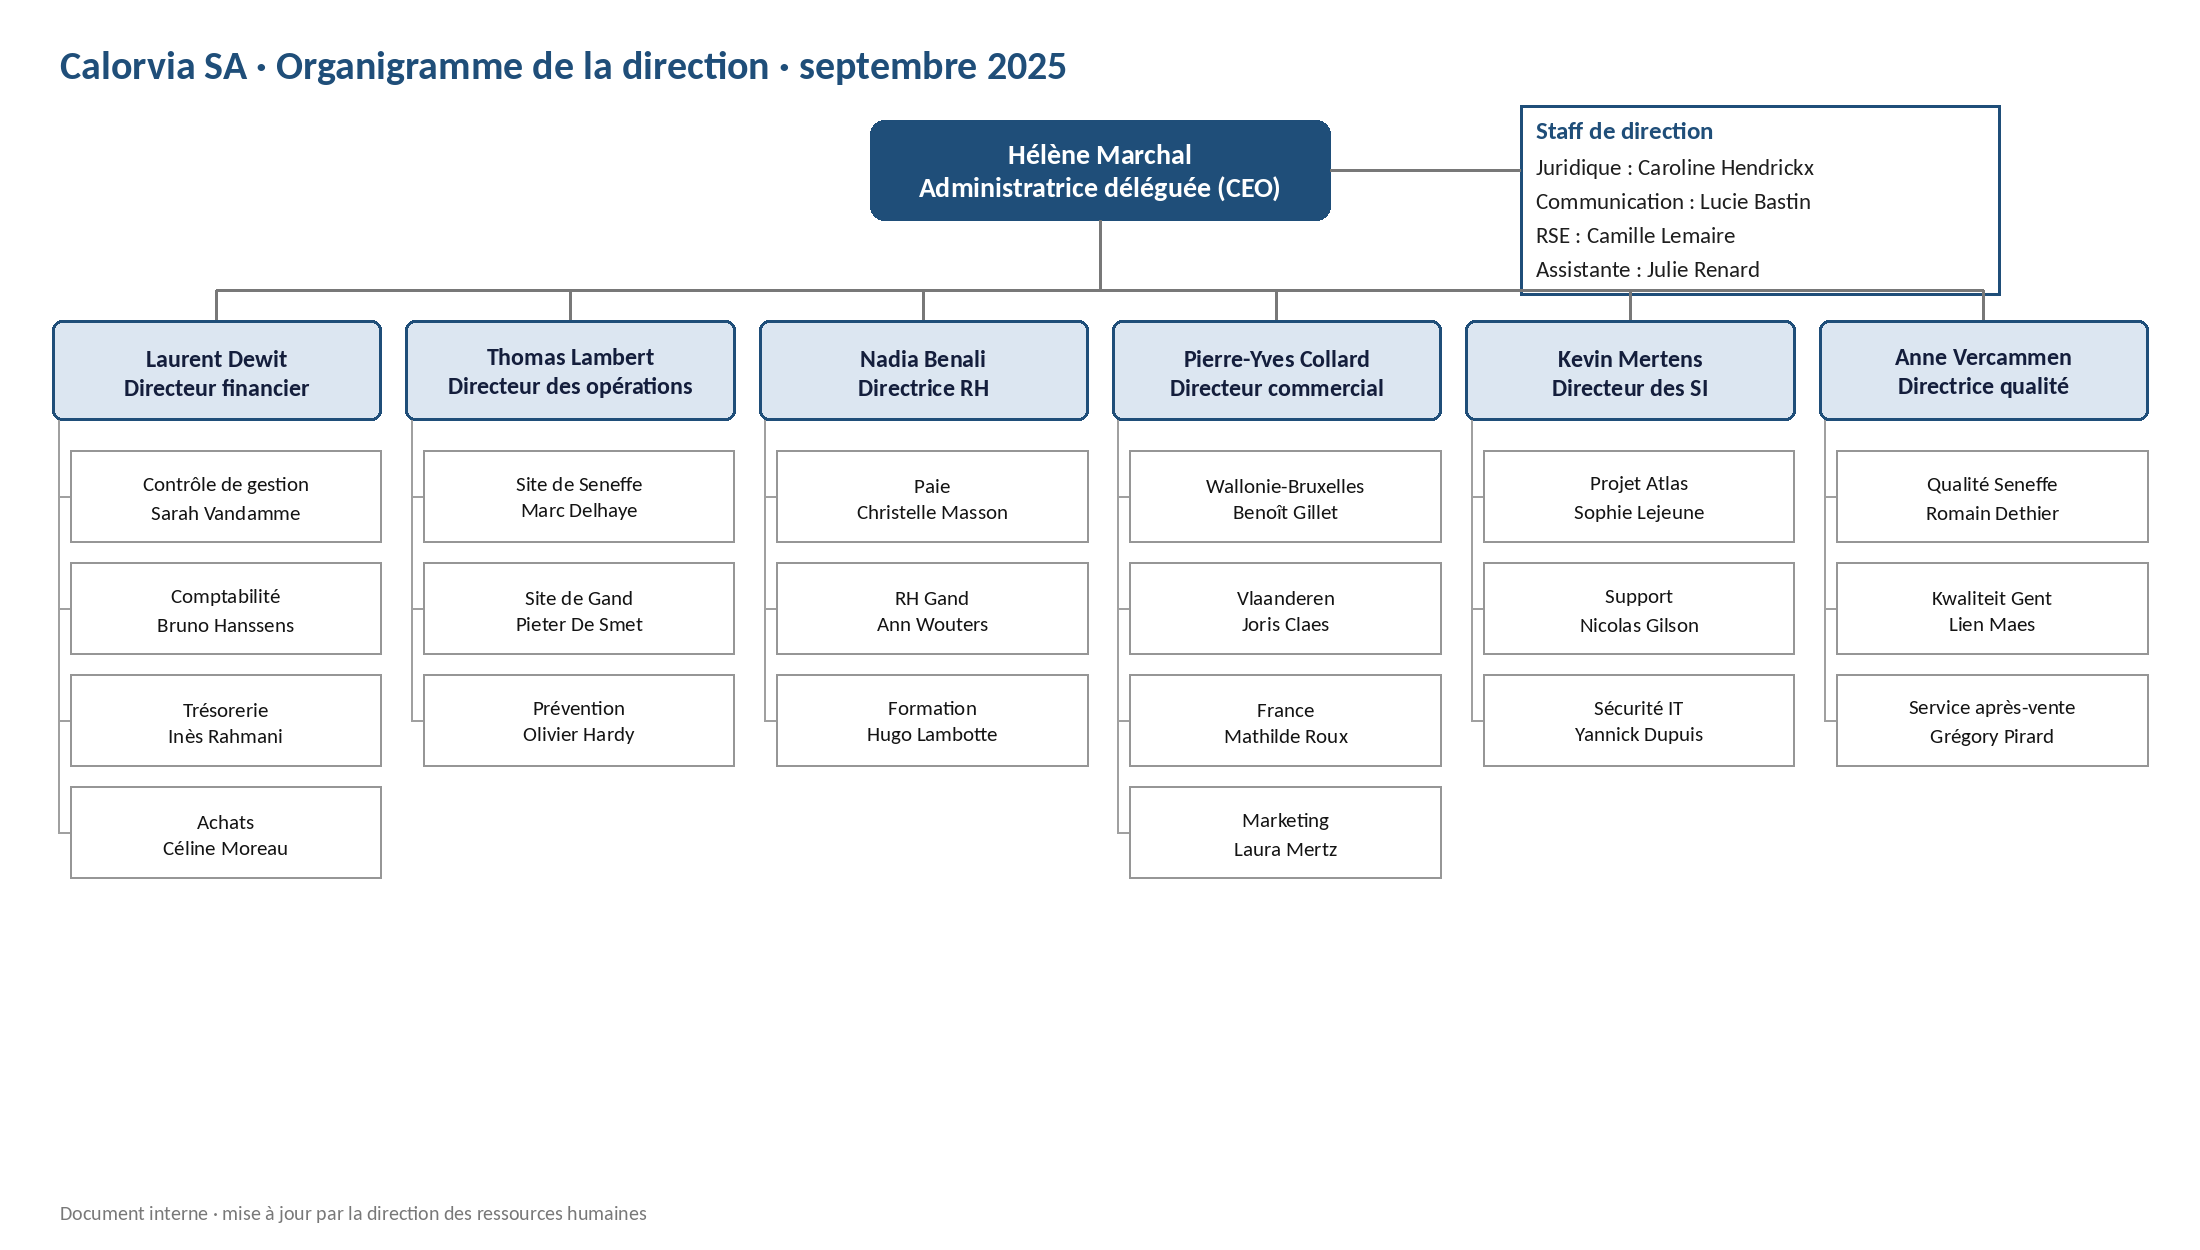 Calorvia SA · Organigramme de la direction · septembre 2025
Hélène Marchal
Administratrice déléguée (CEO)
Staff de direction
Juridique : Caroline Hendrickx
Communication : Lucie Bastin
RSE : Camille Lemaire
Assistante : Julie Renard
Laurent Dewit
Directeur financier
Contrôle de gestion
Sarah Vandamme
Comptabilité
Bruno Hanssens
Trésorerie
Inès Rahmani
Achats
Céline Moreau
Thomas Lambert
Directeur des opérations
Site de Seneffe
Marc Delhaye
Site de Gand
Pieter De Smet
Prévention
Olivier Hardy
Nadia Benali
Directrice RH
Paie
Christelle Masson
RH Gand
Ann Wouters
Formation
Hugo Lambotte
Pierre-Yves Collard
Directeur commercial
Wallonie-Bruxelles
Benoît Gillet
Vlaanderen
Joris Claes
France
Mathilde Roux
Marketing
Laura Mertz
Kevin Mertens
Directeur des SI
Projet Atlas
Sophie Lejeune
Support
Nicolas Gilson
Sécurité IT
Yannick Dupuis
Anne Vercammen
Directrice qualité
Qualité Seneffe
Romain Dethier
Kwaliteit Gent
Lien Maes
Service après-vente
Grégory Pirard
Document interne · mise à jour par la direction des ressources humaines